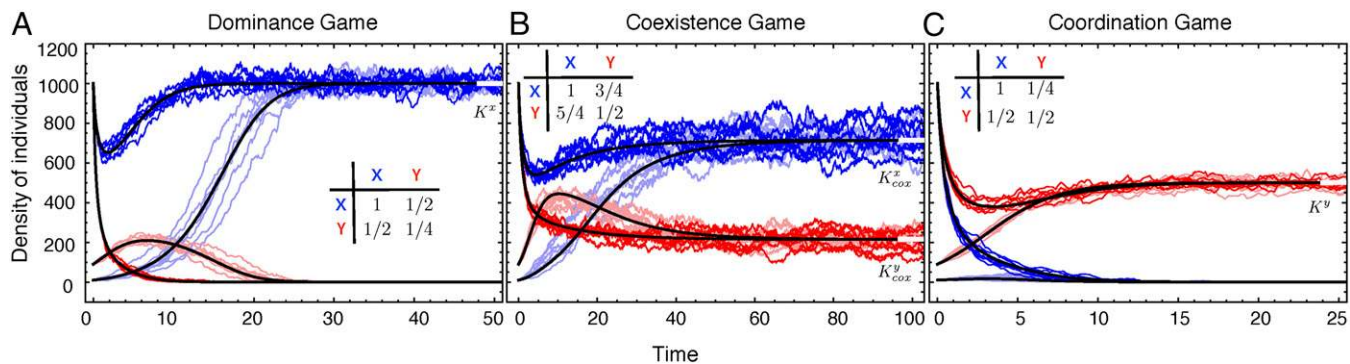 A Dominance Game
B Coexistence Game
C Coordination Game
Density of individuals
1200
1000
800
600
400
200
0
X Y
X 1 1/2
Y 1/2 1/4
K^x
0 10 20 30 40 50
X Y
X 1 3/4
Y 5/4 1/2
K^x_cox
K^y_cox
0 20 40 60 80 100
X Y
X 1 1/4
Y 1/2 1/2
K^y
0 5 10 15 20 25
Time